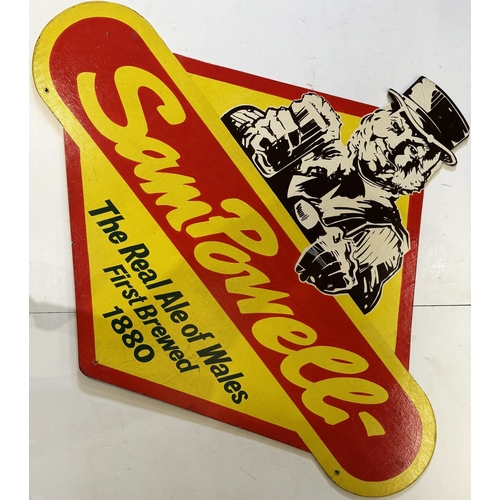 Sam Powell
The Real Ale of Wales
First Brewed
1880